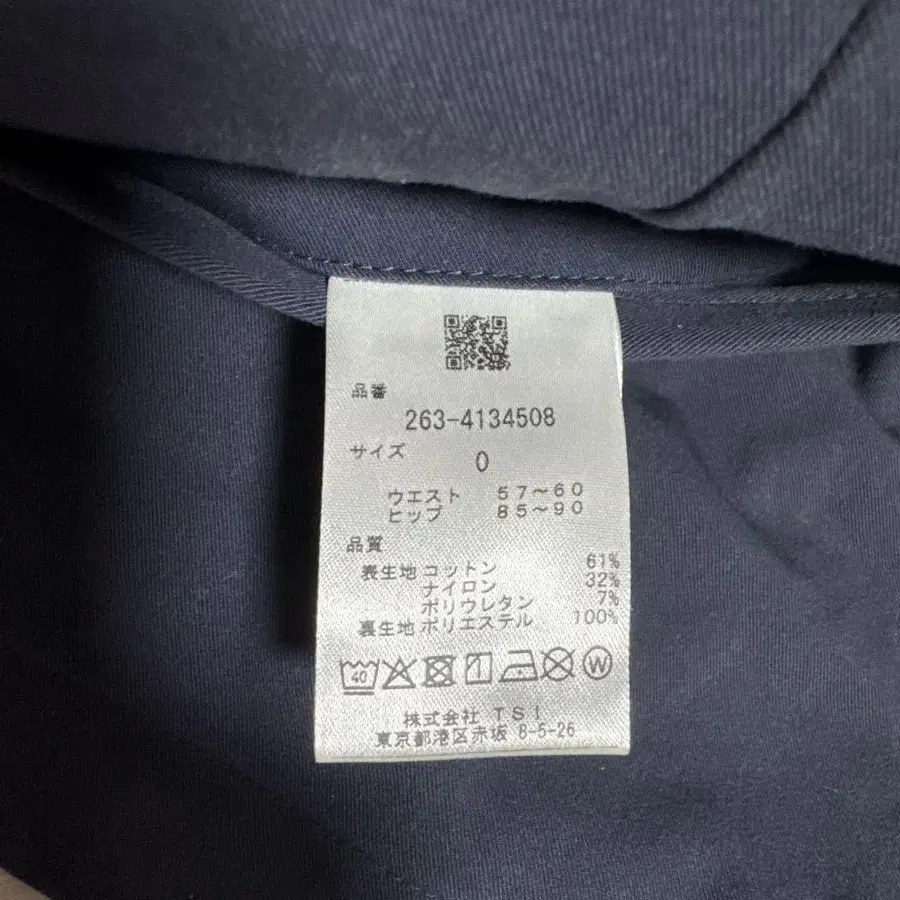 品番
263-4134508
サイズ
0
ウエスト 57~60
ヒップ 85~90
品質
表生地 コットン 61%
ナイロン 32%
ポリウレタン 7%
裏生地 ポリエステル 100%
40 W
株式会社 TSI
東京都港区赤坂 8-5-26